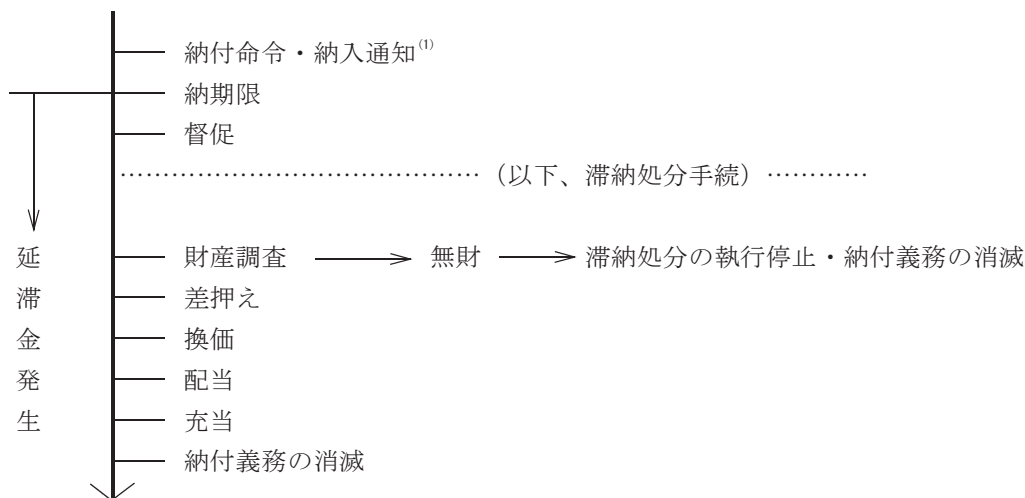 納付命令・納入通知(1)
納期限
督促
……………………………………（以下、滞納処分手続）…………
延滞金発生
財産調査 無財 滞納処分の執行停止・納付義務の消滅
差押え
換価
配当
充当
納付義務の消滅